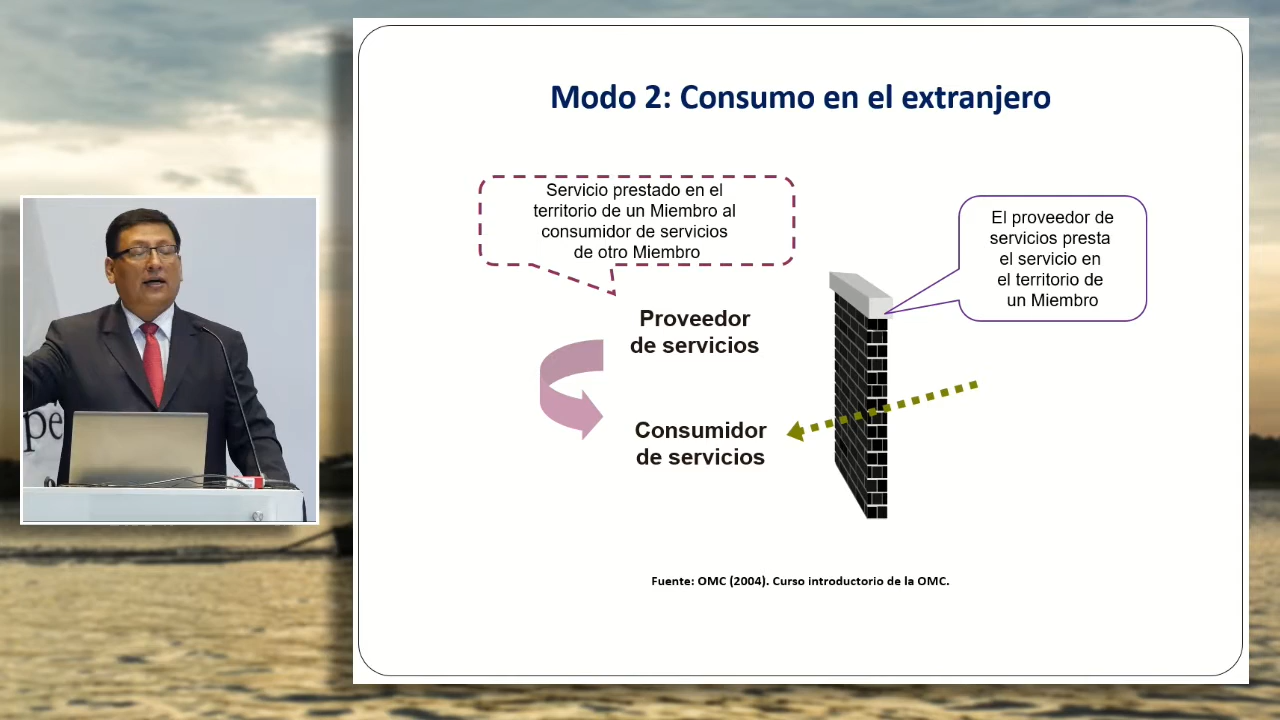 Modo 2: Consumo en el extranjero
Servicio prestado en el
territorio de un Miembro al
consumidor de servicios
de otro Miembro
El proveedor de
servicios presta
el servicio en
el territorio de
un Miembro
Proveedor
de servicios
Consumidor
de servicios
Fuente: OMC (2004). Curso introductorio de la OMC.
pe